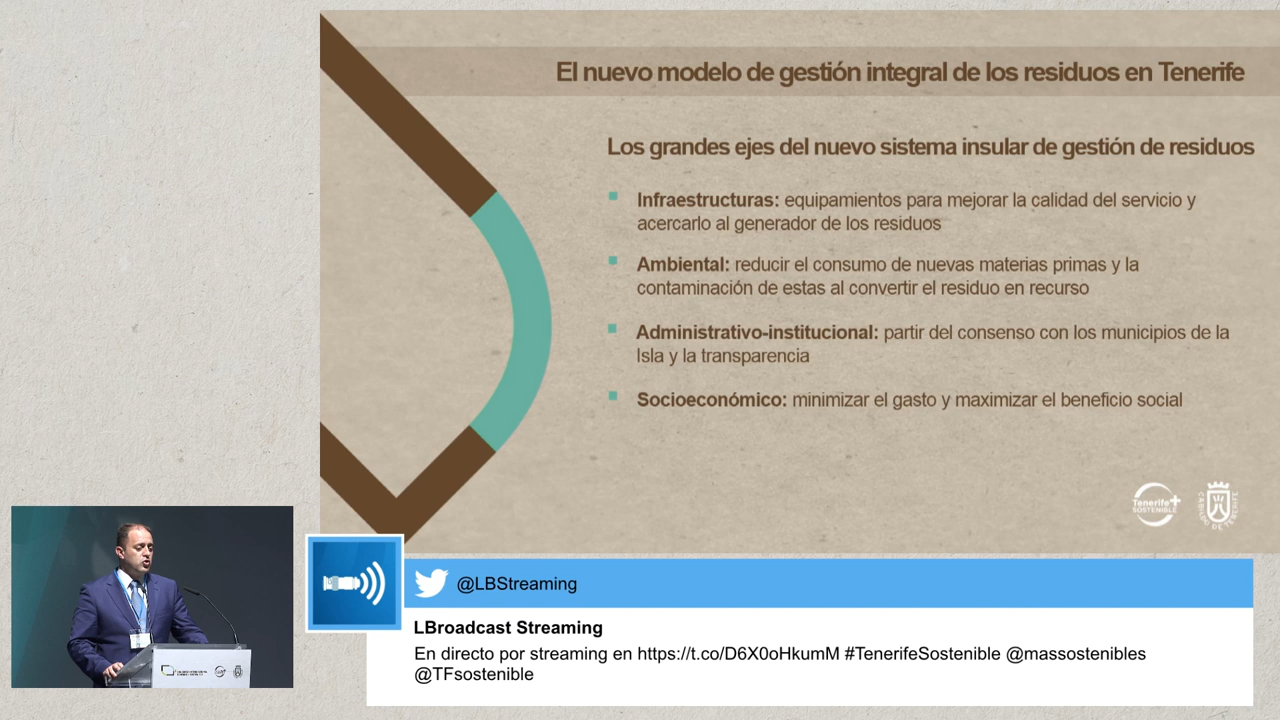 El nuevo modelo de gestión integral de los residuos en Tenerife
Los grandes ejes del nuevo sistema insular de gestión de residuos
Infraestructuras: equipamientos para mejorar la calidad del servicio y
acercarlo al generador de los residuos
Ambiental: reducir el consumo de nuevas materias primas y la
contaminación de estas al convertir el residuo en recurso
Administrativo-institucional: partir del consenso con los municipios de la
Isla y la transparencia
Socioeconómico: minimizar el gasto y maximizar el beneficio social
Tenerife+
SOSTENIBLE
CABILDO DE TENERIFE
@LBStreaming
LBroadcast Streaming
En directo por streaming en https://t.co/D6X0oHkumM #TenerifeSostenible @massostenibles
@TFsostenible